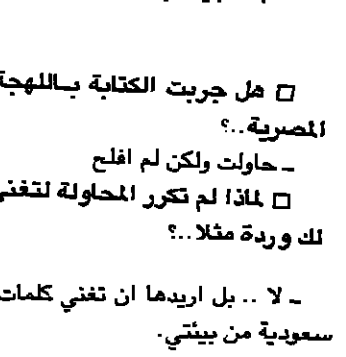 □ هل جربت الكتابة باللهجة
المصرية..؟
ـ حاولت ولكن لم افلح
□ لماذا لم تكرر المحاولة لتغني
لك وردة مثلا..؟
ـ لا .. بل اريدها ان تغني كلمات
سعودية من بيئتي.